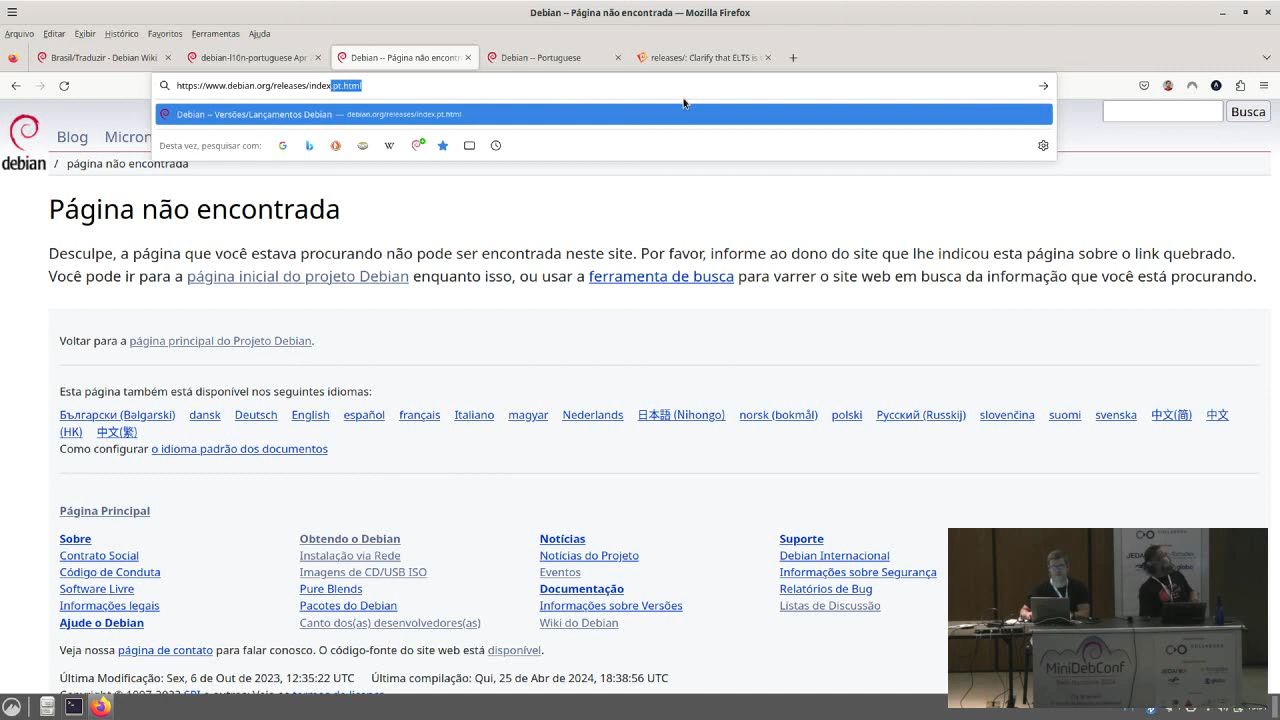 Debian -- Página não encontrada — Mozilla Firefox
Arquivo Editar Exibir Histórico Favoritos Ferramentas Ajuda
Brasil/Traduzir - Debian Wiki
debian-l10n-portuguese Apr
Debian -- Página não encontr
Debian -- Portuguese
releases/: Clarify that ELTS is
https://www.debian.org/releases/index.pt.html
Debian -- Versões/Lançamentos Debian — debian.org/releases/index.pt.html
Desta vez, pesquisar com:
Busca
debian
Blog Micron
/ página não encontrada
Página não encontrada
Desculpe, a página que você estava procurando não pode ser encontrada neste site. Por favor, informe ao dono do site que lhe indicou esta página sobre o link quebrado.
Você pode ir para a página inicial do projeto Debian enquanto isso, ou usar a ferramenta de busca para varrer o site web em busca da informação que você está procurando.
Voltar para a página principal do Projeto Debian.
Esta página também está disponível nos seguintes idiomas:
Български (Bəlgarski) dansk Deutsch English español français Italiano magyar Nederlands 日本語 (Nihongo) norsk (bokmål) polski Русский (Russkij) slovenčina suomi svenska 中文(简) 中文
(HK) 中文(繁)
Como configurar o idioma padrão dos documentos
Página Principal
Sobre
Contrato Social
Código de Conduta
Software Livre
Informações legais
Ajude o Debian
Obtendo o Debian
Instalação via Rede
Imagens de CD/USB ISO
Pure Blends
Pacotes do Debian
Canto dos(as) desenvolvedores(as)
Notícias
Notícias do Projeto
Eventos
Documentação
Informações sobre Versões
Wiki do Debian
Suporte
Debian Internacional
Informações sobre Segurança
Relatórios de Bug
Listas de Discussão
Veja nossa página de contato para falar conosco. O código-fonte do site web está disponível.
Última Modificação: Sex, 6 de Out de 2023, 12:35:22 UTC Última compilação: Qui, 25 de Abr de 2024, 18:38:56 UTC
MiniDebConf